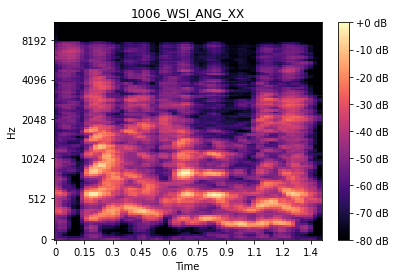 1006_WSI_ANG_XX
Hz
8192
4096
2048
1024
512
0
0 0.15 0.3 0.45 0.6 0.75 0.9 1.1 1.2 1.4
Time
+0 dB
-10 dB
-20 dB
-30 dB
-40 dB
-50 dB
-60 dB
-70 dB
-80 dB